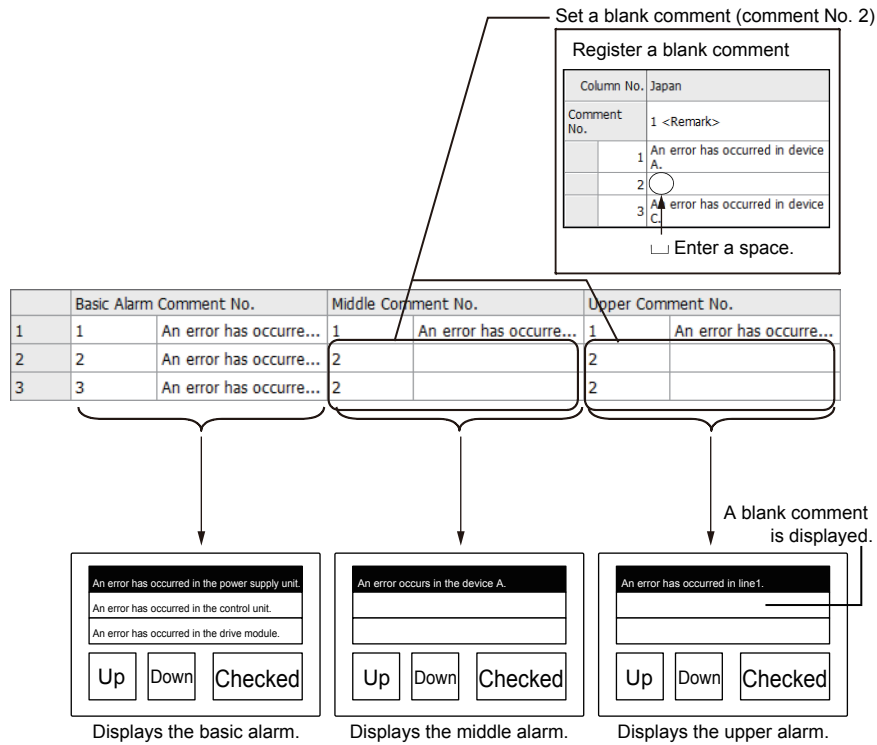 Set a blank comment (comment No. 2)
Register a blank comment
Column No. Japan
Comment No. 1 <Remark>
1 An error has occurred in device A.
2
3 An error has occurred in device C.
⎵ Enter a space.
Basic Alarm Comment No. Middle Comment No. Upper Comment No.
1 1 An error has occurre... 1 An error has occurre... 1 An error has occurre...
2 2 An error has occurre... 2 2
3 3 An error has occurre... 2 2
A blank comment
is displayed.
An error has occurred in the power supply unit.
An error has occurred in the control unit.
An error has occurred in the drive module.
Up Down Checked
Displays the basic alarm.
An error occurs in the device A.
Up Down Checked
Displays the middle alarm.
An error has occurred in line1.
Up Down Checked
Displays the upper alarm.